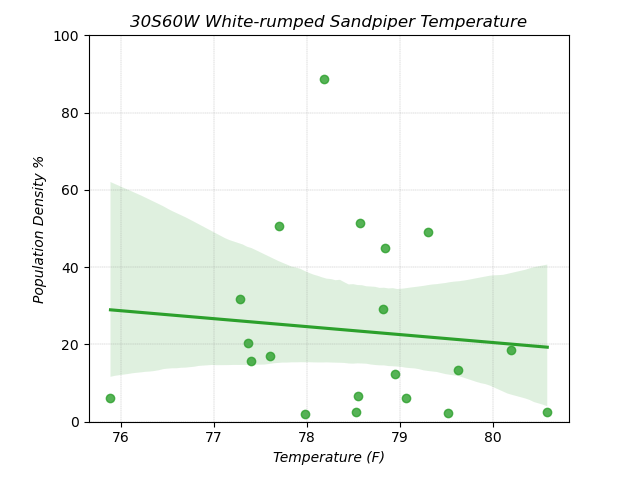 30S60W White-rumped Sandpiper Temperature
100
80
60
40
20
0
Population Density %
76 77 78 79 80
Temperature (F)